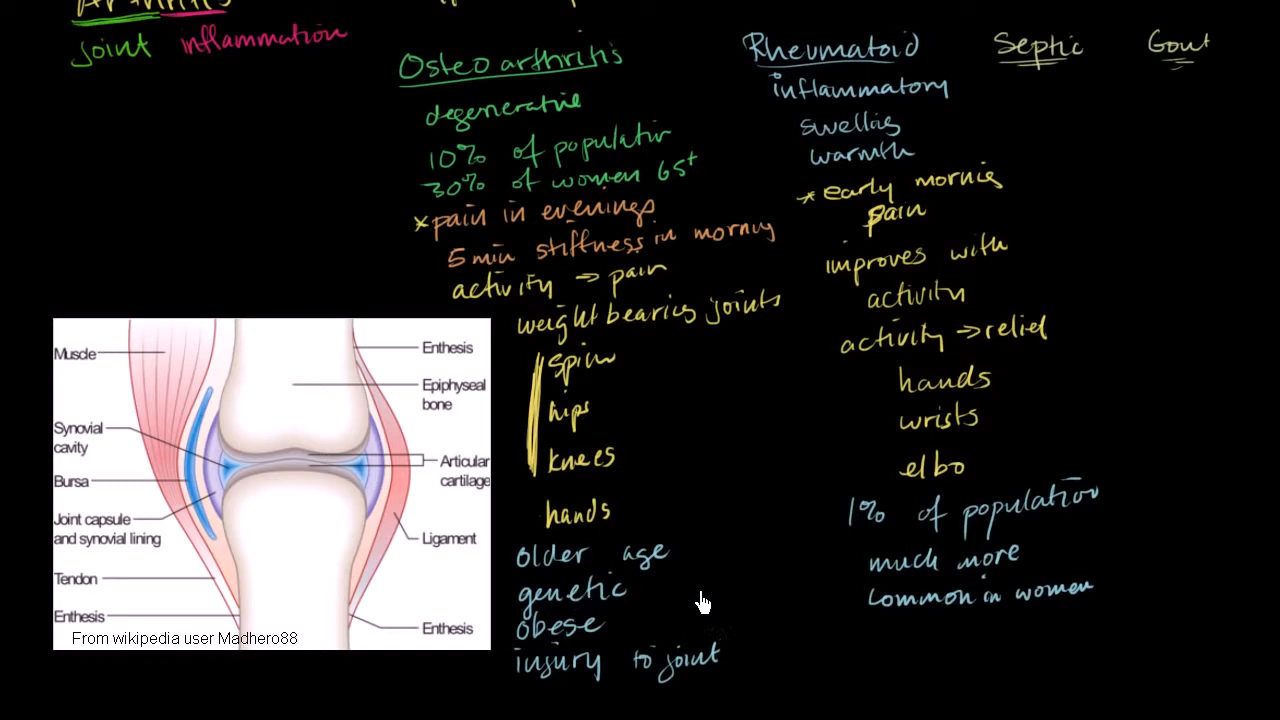 Arthritis
joint inflammation
Osteoarthritis
degenerative
10% of population
30% of women 65+
*pain in evenings
5 min stiffness in morning
activity → pain
weight bearing joints
spine
hips
knees
hands
older age
genetic
obese
injury to joint
Rheumatoid
inflammatory
swelling
warmth
*early morning
pain
improves with
activity
activity → relief
hands
wrists
elbo
1% of population
much more
common in women
Septic
Gout
Muscle
Synovial
cavity
Bursa
Joint capsule
and synovial lining
Tendon
Enthesis
Enthesis
Epiphyseal
bone
Articular
cartilage
Ligament
Enthesis
From wikipedia user Madhero88